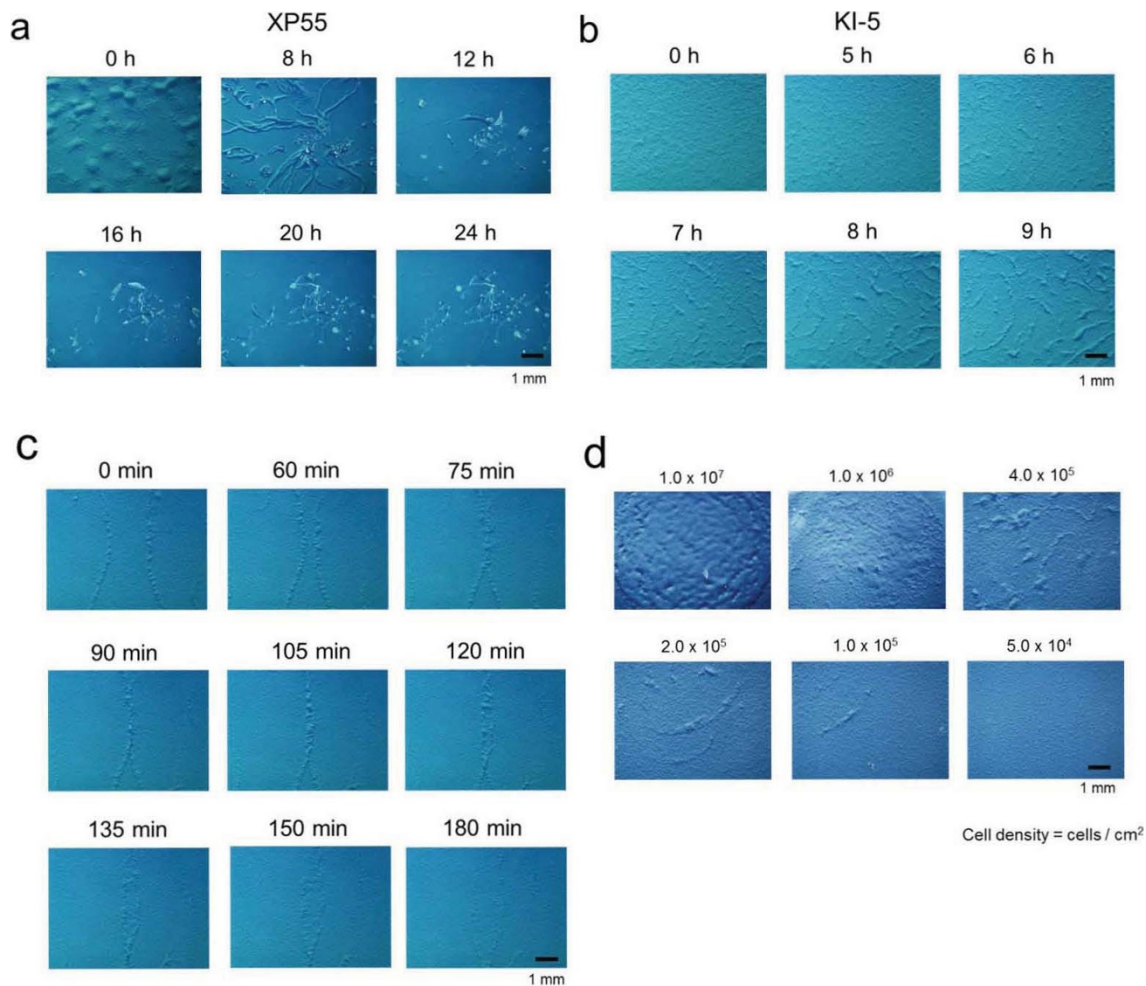 a
XP55
0 h 8 h 12 h
16 h 20 h 24 h
1 mm
b
KI-5
0 h 5 h 6 h
7 h 8 h 9 h
1 mm
c
0 min 60 min 75 min
90 min 105 min 120 min
135 min 150 min 180 min
1 mm
d
1.0 x 10⁷ 1.0 x 10⁶ 4.0 x 10⁵
2.0 x 10⁵ 1.0 x 10⁵ 5.0 x 10⁴
1 mm
Cell density = cells / cm²